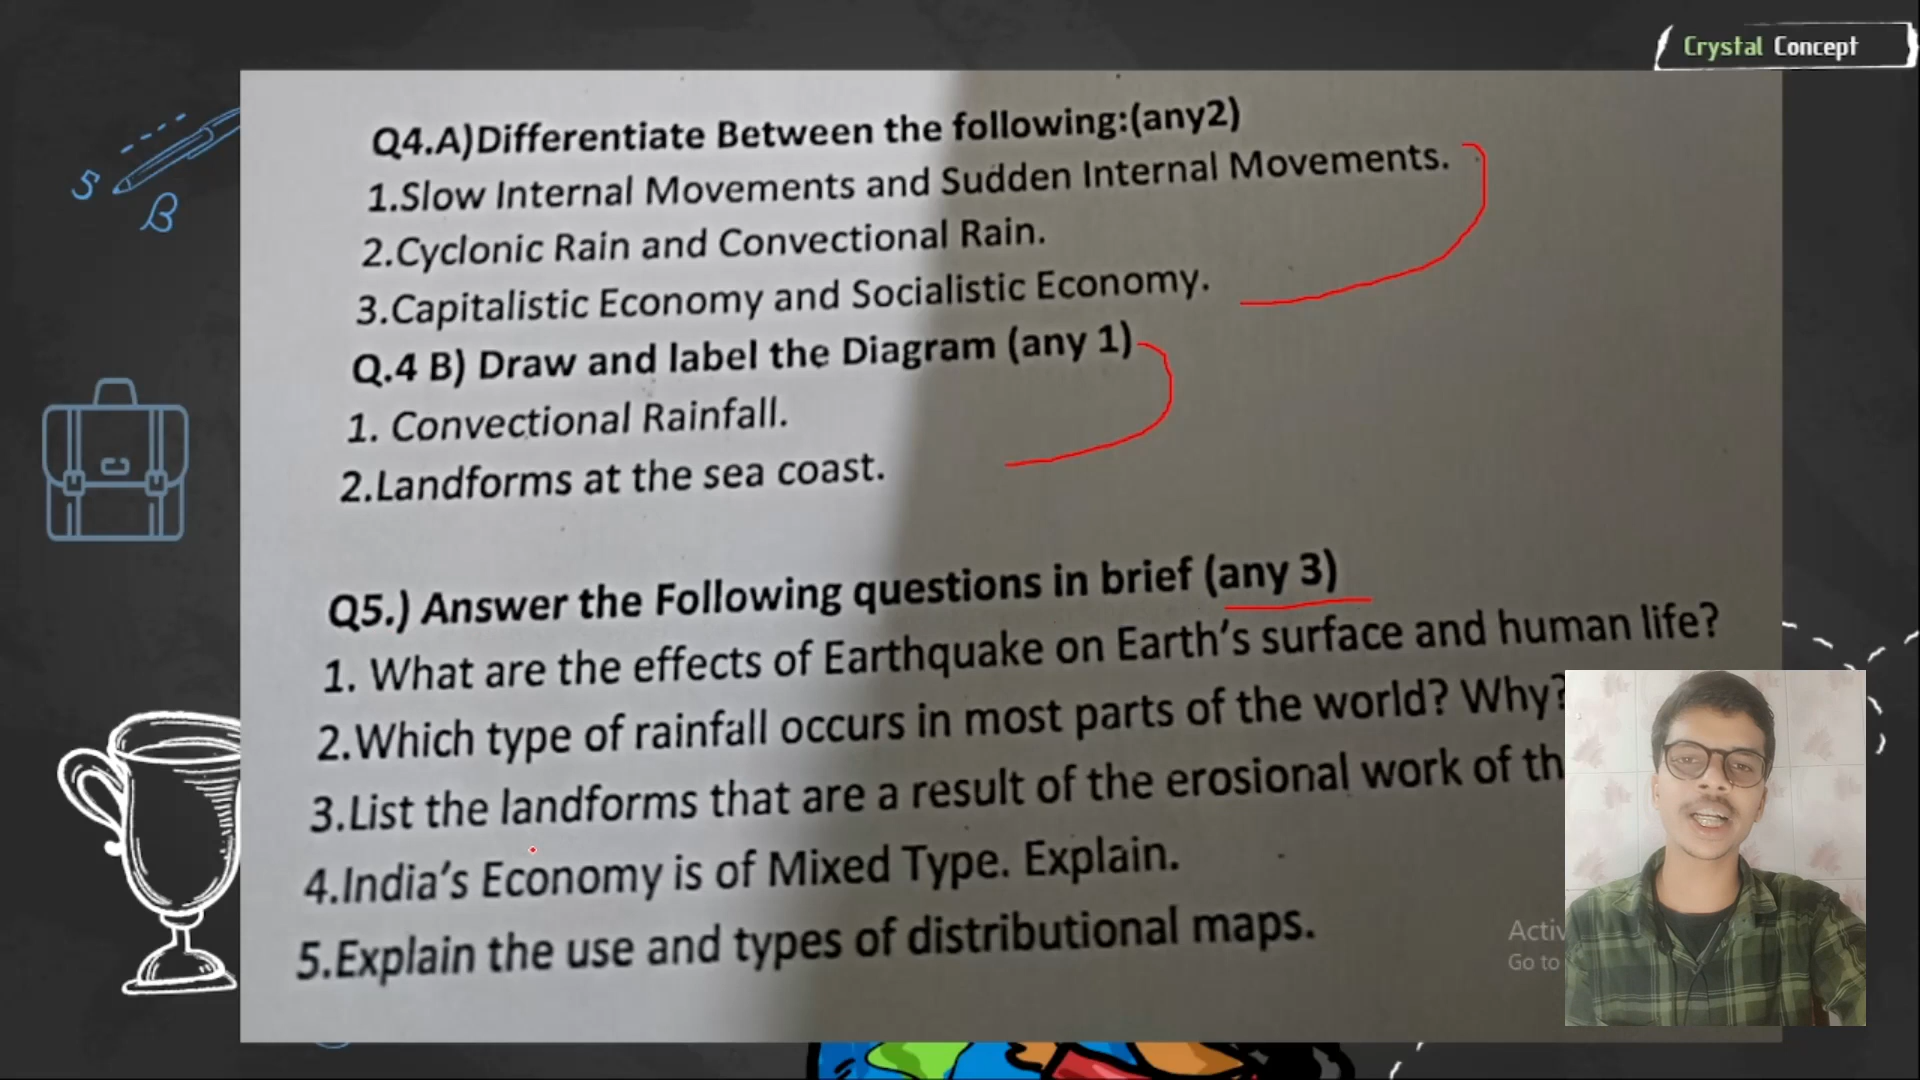 Crystal Concept
Q4.A)Differentiate Between the following:(any2)
1.Slow Internal Movements and Sudden Internal Movements.
2.Cyclonic Rain and Convectional Rain.
3.Capitalistic Economy and Socialistic Economy.
Q.4 B) Draw and label the Diagram (any 1)
1. Convectional Rainfall.
2.Landforms at the sea coast.
Q5.) Answer the Following questions in brief (any 3)
1. What are the effects of Earthquake on Earth's surface and human life?
2.Which type of rainfall occurs in most parts of the world? Why?
3.List the landforms that are a result of the erosional work of
4.India's Economy is of Mixed Type. Explain.
5.Explain the use and types of distributional maps.
Go to
5
B